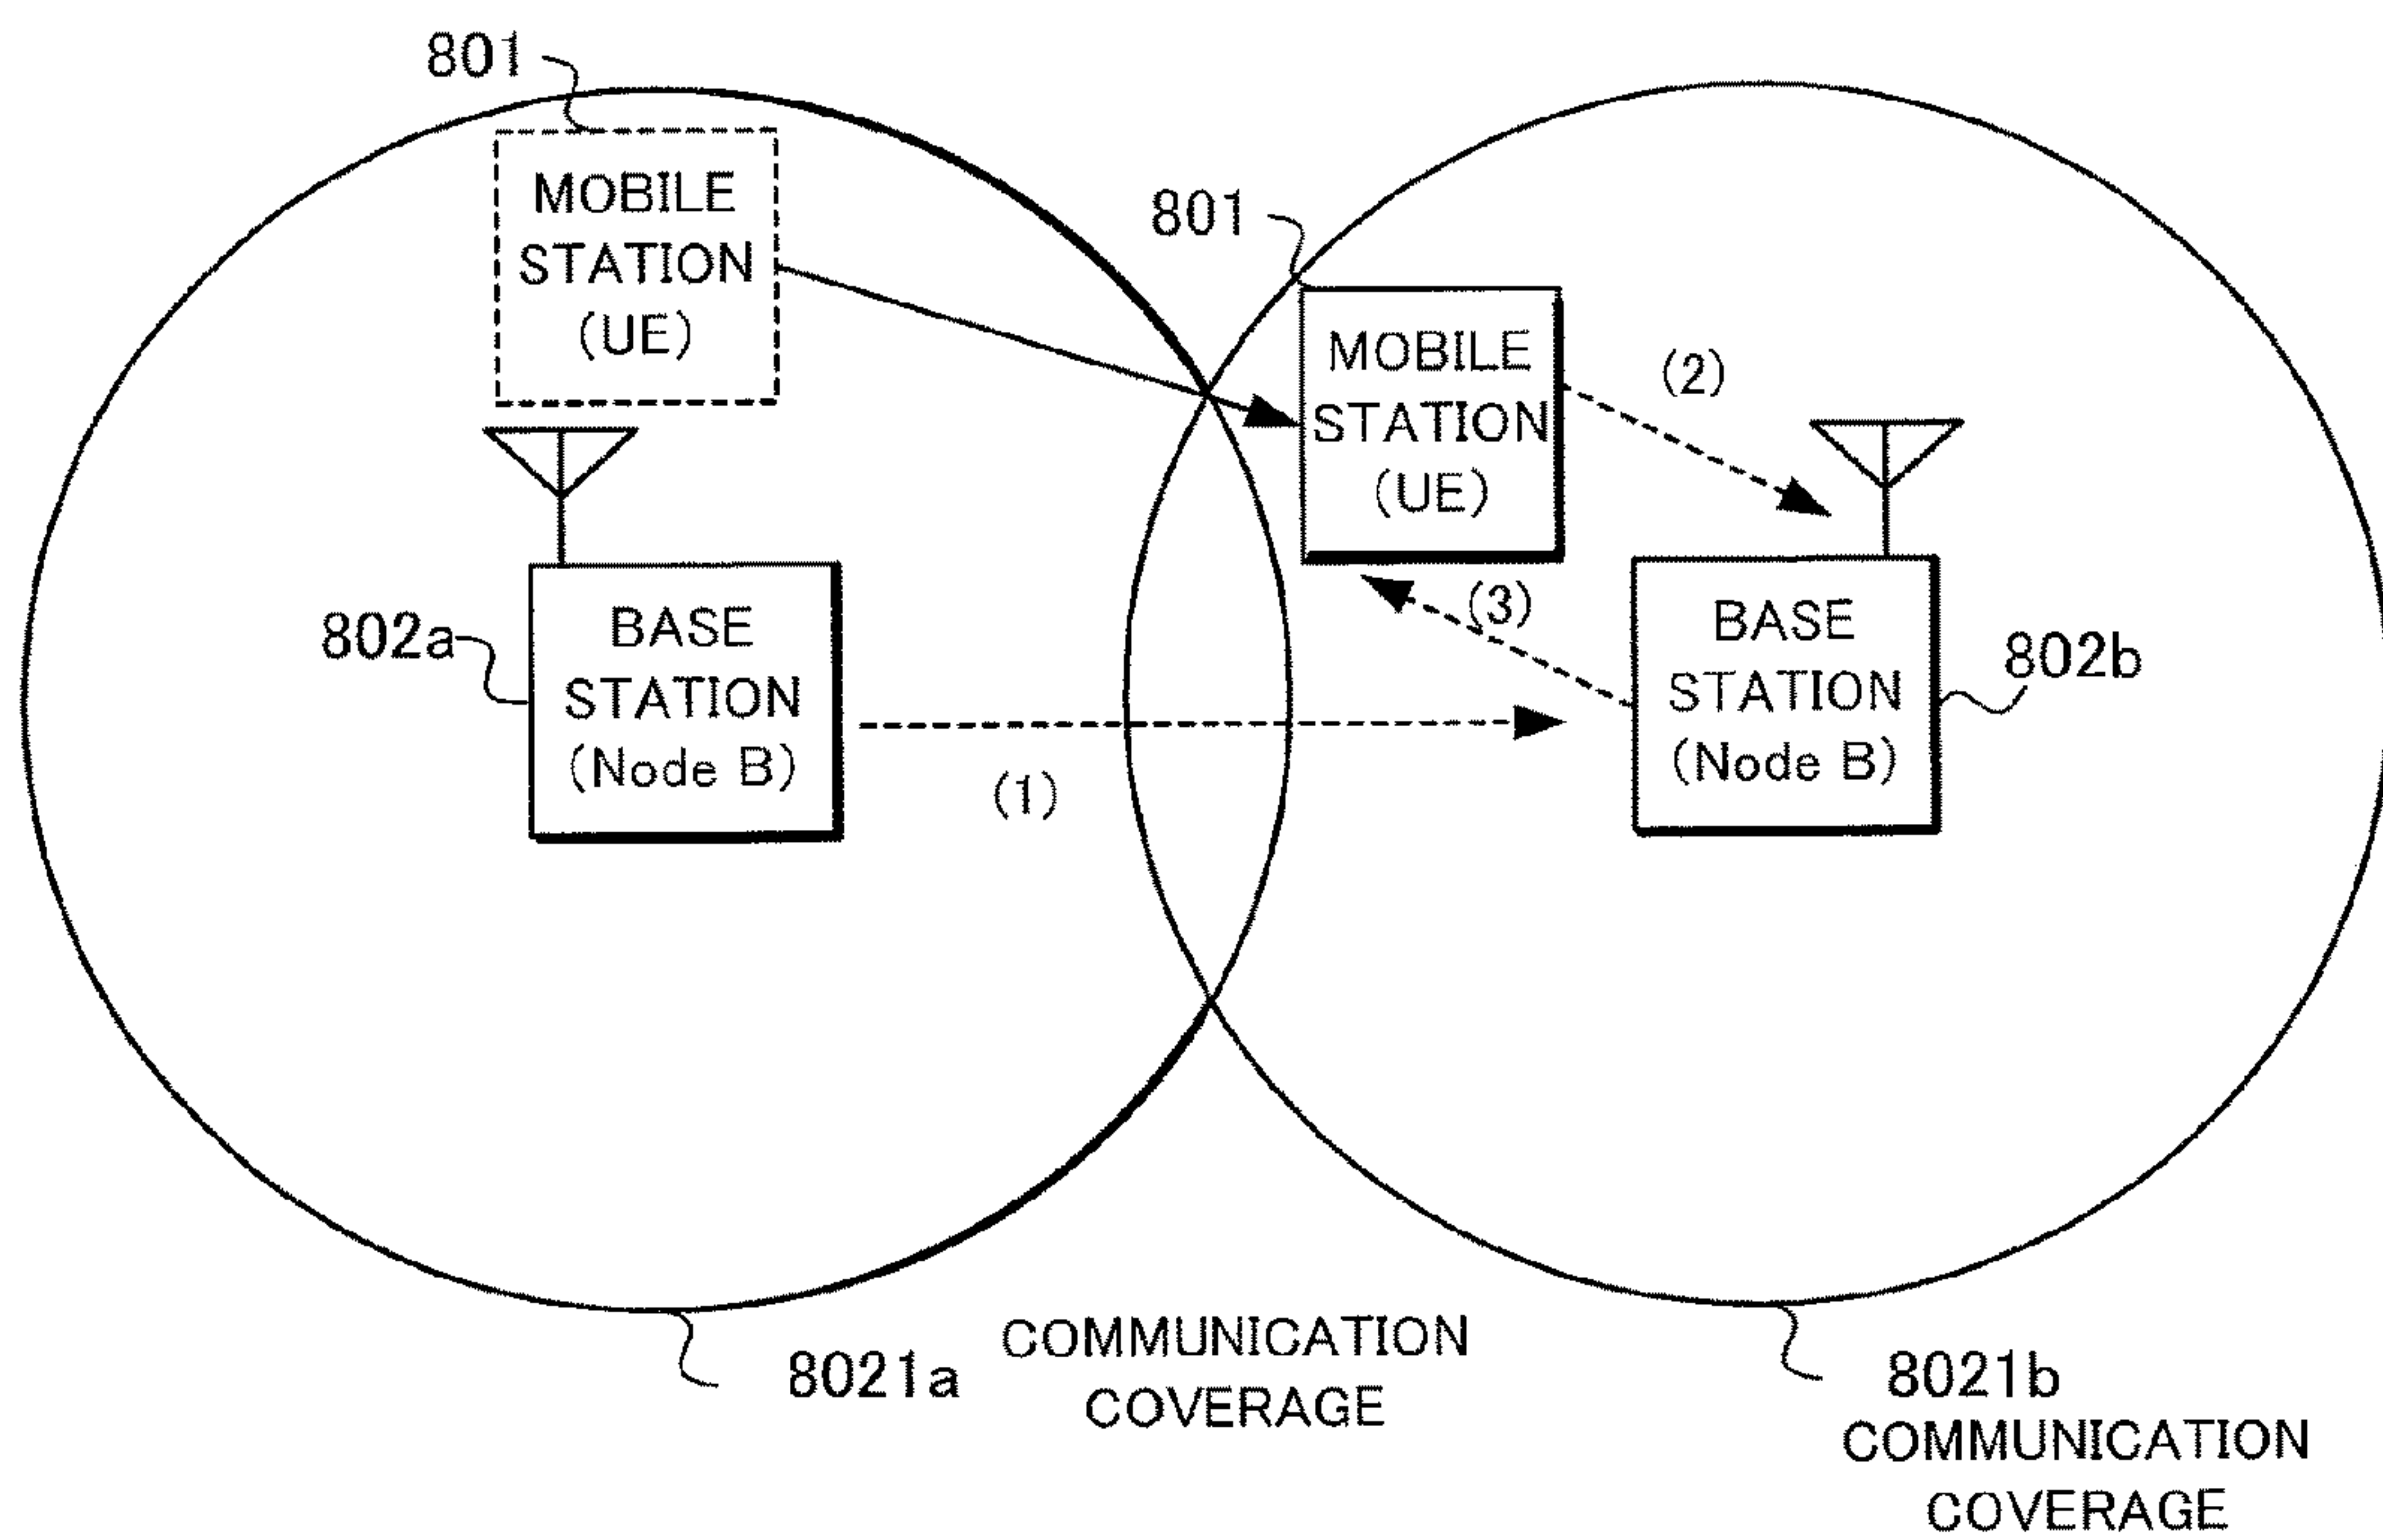 801
MOBILE
STATION
(UE)
801
MOBILE
STATION
(UE)
(2)
802a
BASE
STATION
(Node B)
(1)
(3)
BASE
STATION
(Node B)
802b
8021a
COMMUNICATION
COVERAGE
8021b
COMMUNICATION
COVERAGE